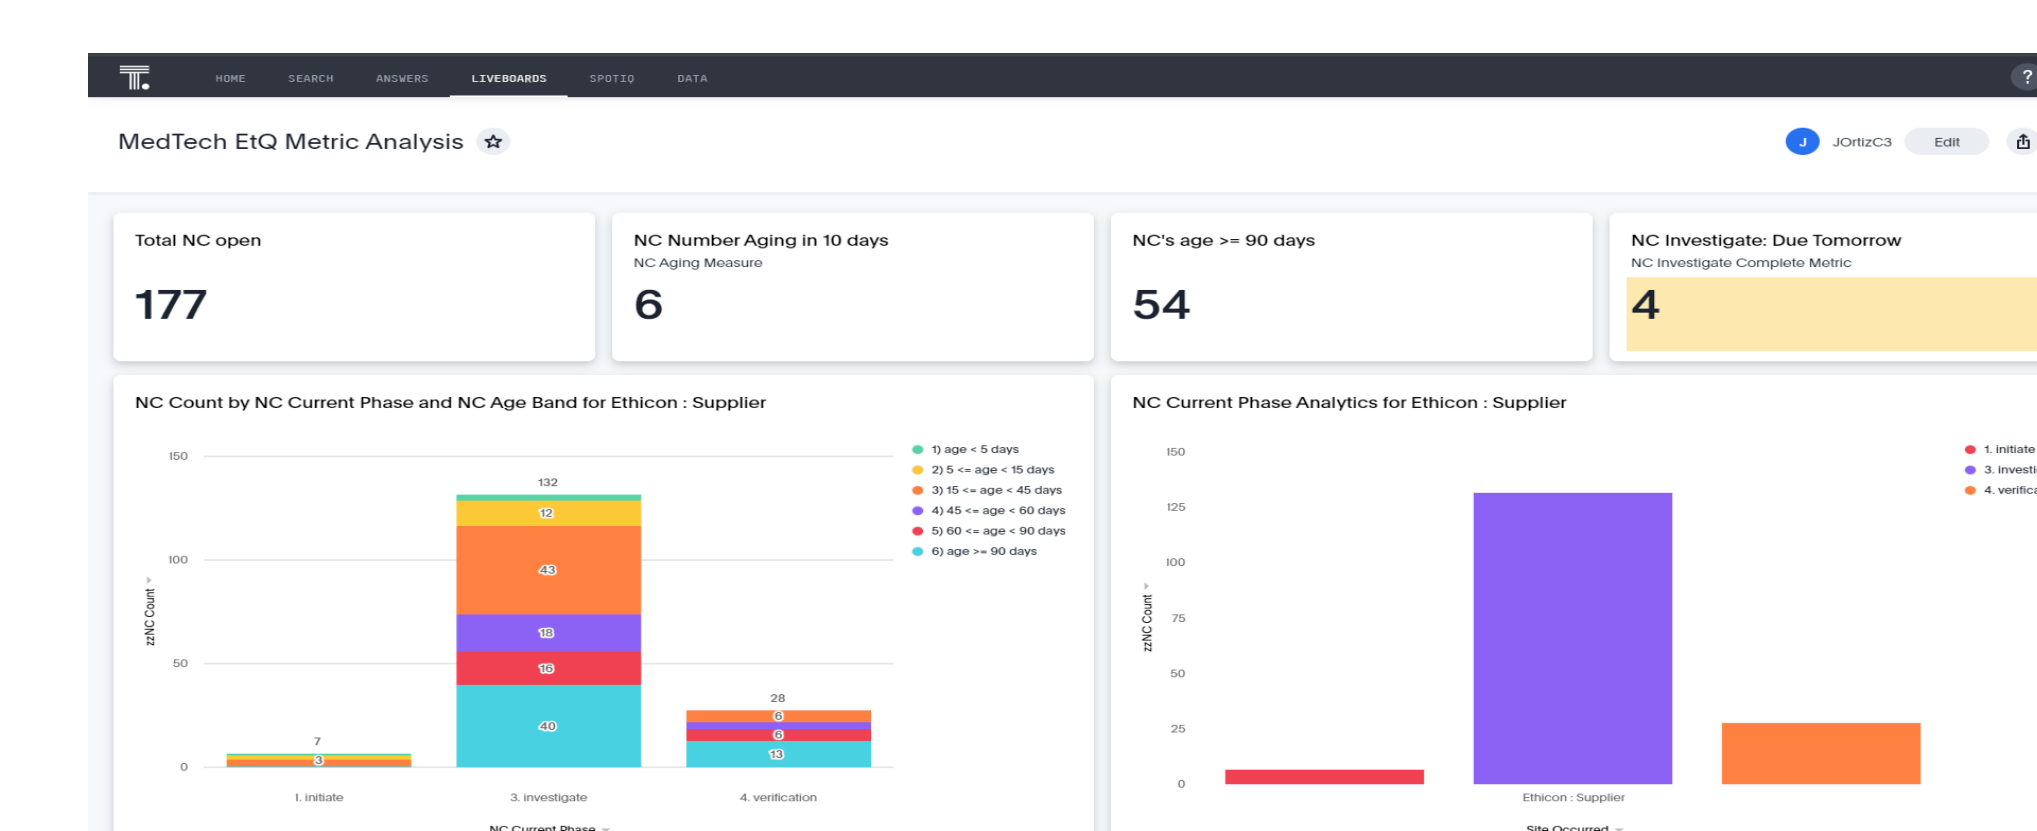 HOME SEARCH ANSWERS LIVEBOARDS SPOTIQ DATA ?
MedTech EtQ Metric Analysis
J JOrtizC3 Edit
Total NC open
177
NC Number Aging in 10 days
NC Aging Measure
6
NC's age >= 90 days
54
NC Investigate: Due Tomorrow
NC Investigate Complete Metric
4
NC Count by NC Current Phase and NC Age Band for Ethicon : Supplier
150
100
50
0
zzNC Count
7
3
132
12
43
18
16
40
28
6
6
13
1. initiate
3. investigate
4. verification
NC Current Phase
1) age < 5 days
2) 5 <= age < 15 days
3) 15 <= age < 45 days
4) 45 <= age < 60 days
5) 60 <= age < 90 days
6) age >= 90 days
NC Current Phase Analytics for Ethicon : Supplier
150
125
100
75
50
25
0
zzNC Count
Ethicon : Supplier
Site Occurred
1. initiate
3. investi
4. verifica